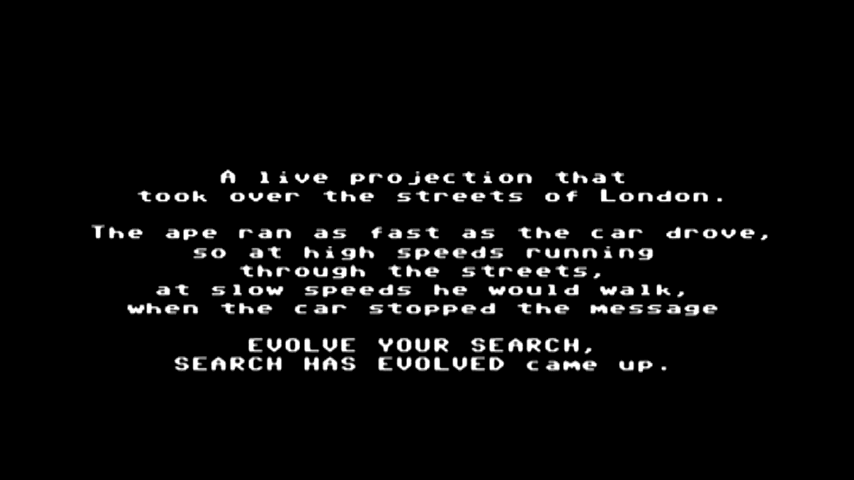 A live projection that
took over the streets of London.
The ape ran as fast as the car drove,
so at high speeds running
through the streets,
at slow speeds he would walk,
when the car stopped the message
EVOLVE YOUR SEARCH,
SEARCH HAS EVOLVED came up.